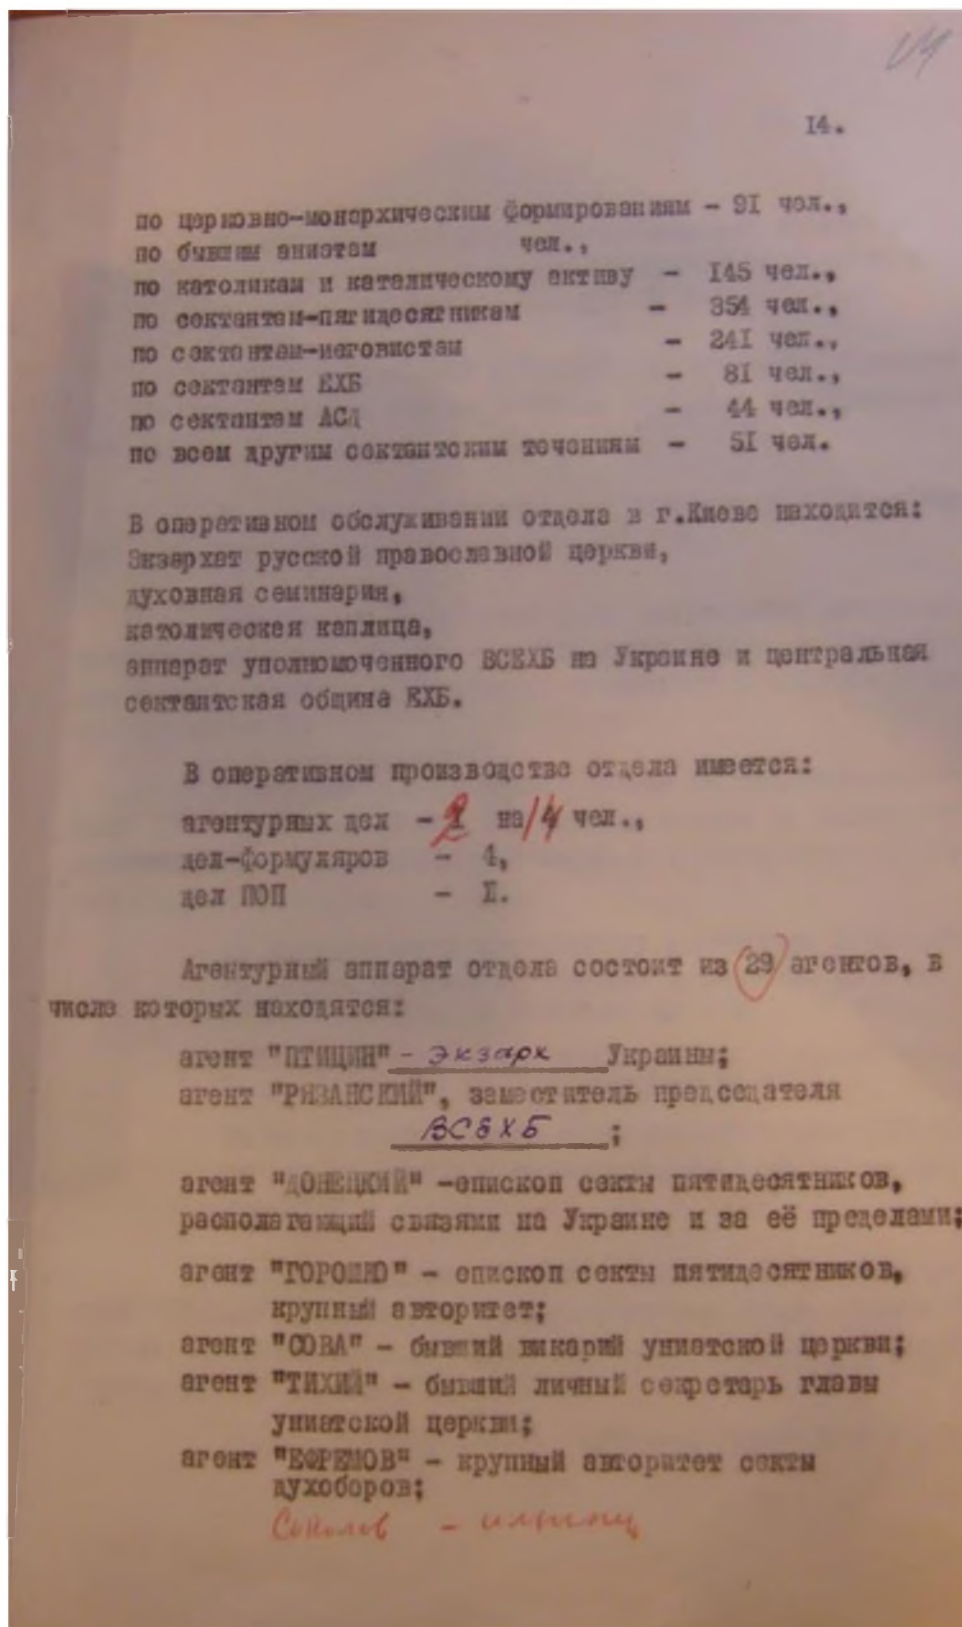 14.
по церковно-монархическим формированиям - 91 чел.,
по бывшим аниатам чел.,
по католикам и католическому активу - 145 чел.,
по сектантам-пятидесятникам - 354 чел.,
по сектантам-иеговистам - 241 чел.,
по сектантам ЕХБ - 81 чел.,
по сектантам АСД - 44 чел.,
по всем другим сектантским течениям - 51 чел.
В оперативном обслуживании отдела в г.Киеве находится:
Экзархат русской православной церкви,
духовная семинария,
католическая каплица,
аппарат уполномоченного ВСЕХБ на Украине и центральная
сектантская община ЕХБ.
В оперативном производстве отдела имеется:
агентурных дел - 2 на 14 чел.,
дел-формуляров - 4,
дел ПОП - I.
Агентурный аппарат отдела состоит из 29 агентов, в
числе которых находятся:
агент "ПТИЦИН" - экзарх Украины;
агент "РЯЗАНСКИЙ", заместитель председателя
ВСЕХБ ;
агент "ДОНЕЦКИЙ" -епископ секты пятидесятников,
располагающий связями на Украине и за её пределами;
агент "ГОРОШКО" - епископ секты пятидесятников,
крупный авторитет;
агент "СОВА" - бывший викарий униатской церкви;
агент "ТИХИЙ" - бывший личный секретарь главы
униатской церкви;
агент "ЕФРЕМОВ" - крупный авторитет секты
духоборов;
Соколов -